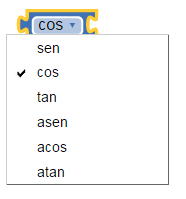 cos
sen
cos
tan
asen
acos
atan